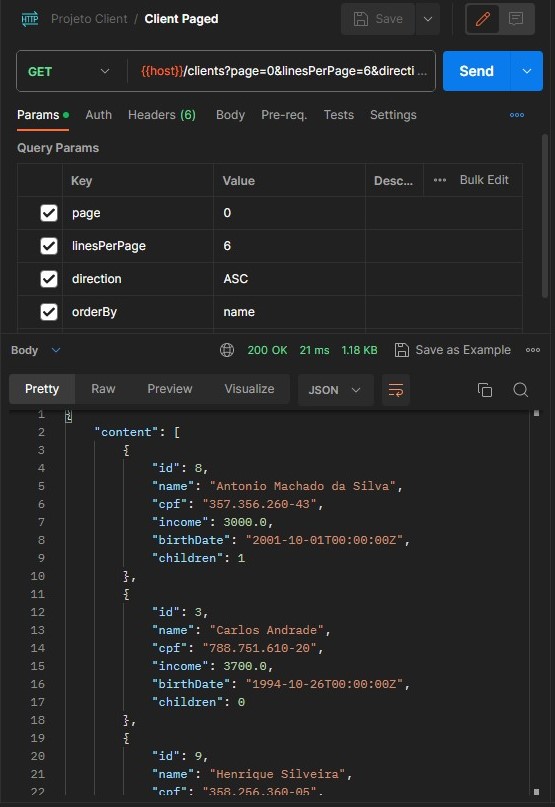 HTTP Projeto Client / Client Paged Save
GET {{host}}/clients?page=0&linesPerPage=6&directi ... Send
Params Auth Headers (6) Body Pre-req. Tests Settings
Query Params
Key Value Desc... Bulk Edit
page 0
linesPerPage 6
direction ASC
orderBy name
Body 200 OK 21 ms 1.18 KB Save as Example
Pretty Raw Preview Visualize JSON
1 {
2 "content": [
3 {
4 "id": 8,
5 "name": "Antonio Machado da Silva",
6 "cpf": "357.356.260-43",
7 "income": 3000.0,
8 "birthDate": "2001-10-01T00:00:00Z",
9 "children": 1
10 },
11 {
12 "id": 3,
13 "name": "Carlos Andrade",
14 "cpf": "788.751.610-20",
15 "income": 3700.0,
16 "birthDate": "1994-10-26T00:00:00Z",
17 "children": 0
18 },
19 {
20 "id": 9,
21 "name": "Henrique Silveira",
22 "cpf": "358.256.360-05",